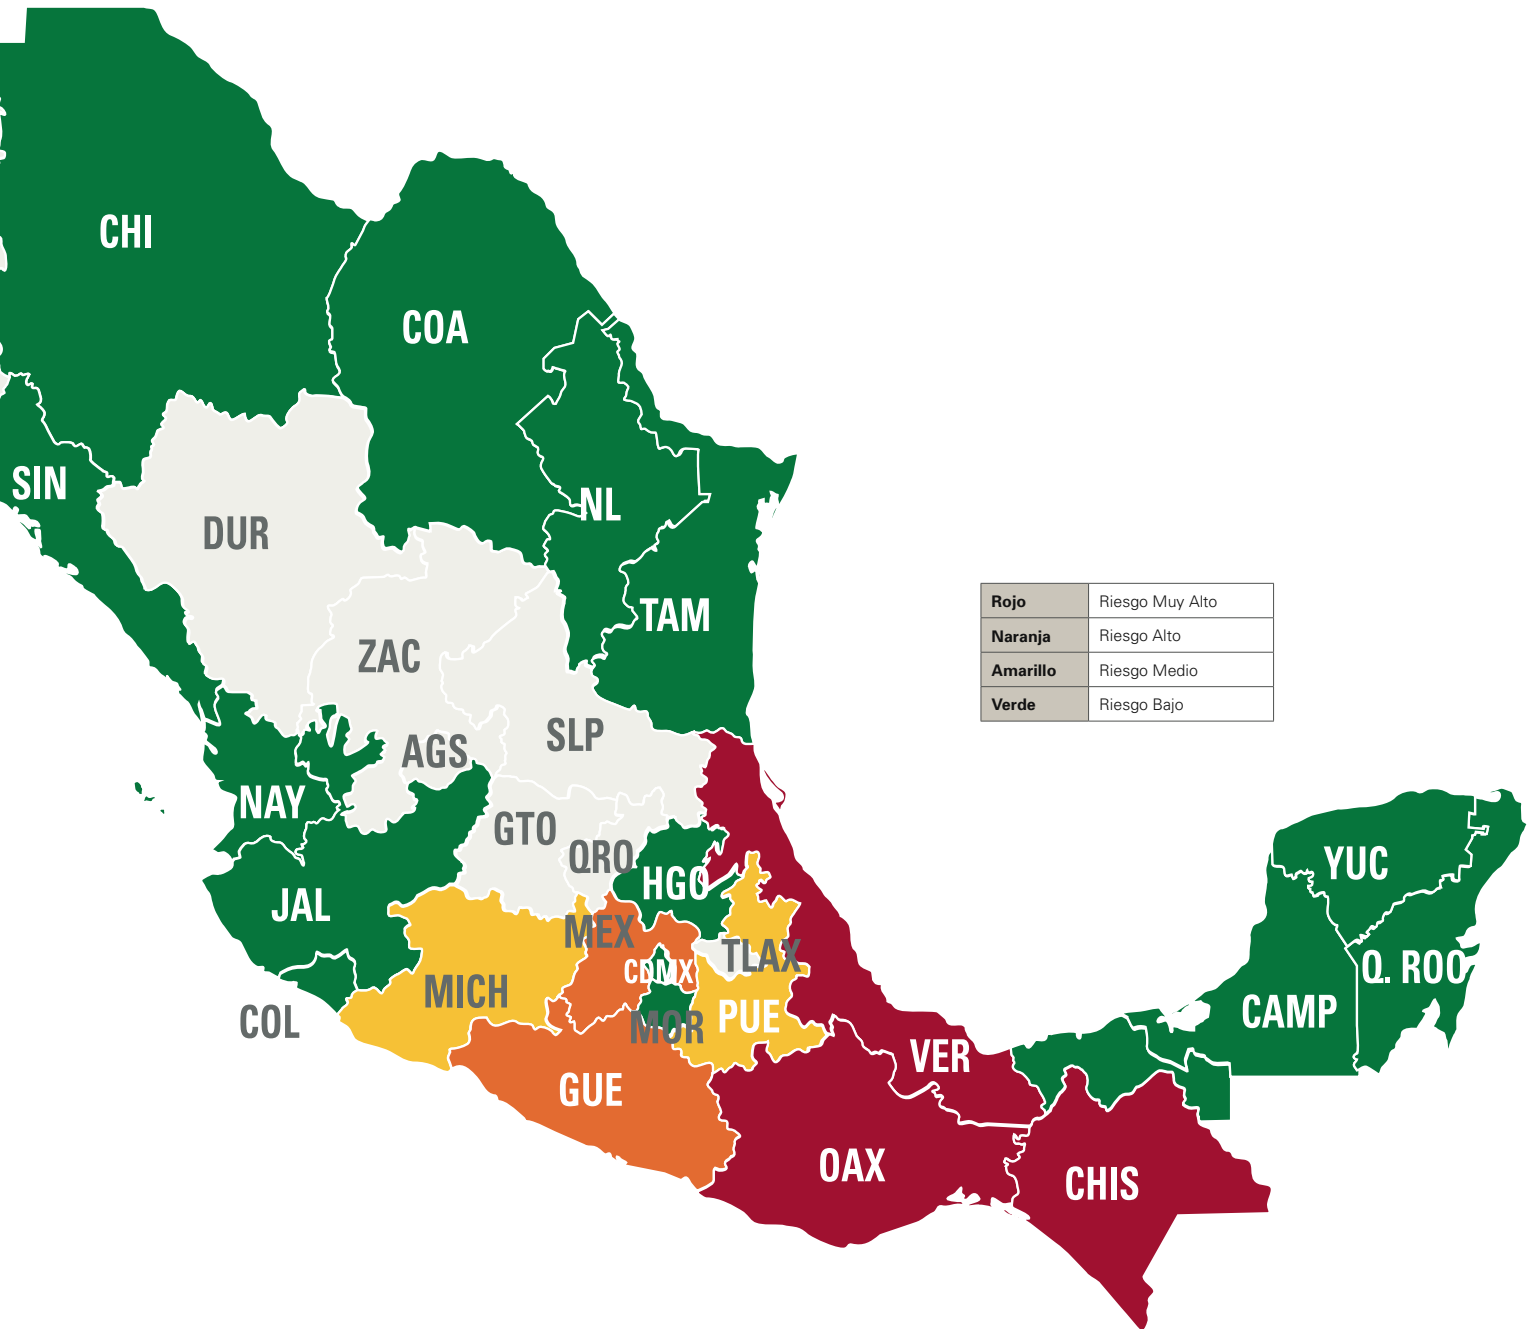 CHI
COA
SIN
NL
DUR
TAM
ZAC
SLP
AGS
NAY
GTO
QRO
HGO
JAL
MEX
TLAX
CDMX
MICH
COL
MOR
PUE
GUE
VER
OAX
CHIS
YUC
Q. ROO
CAMP
Rojo Riesgo Muy Alto
Naranja Riesgo Alto
Amarillo Riesgo Medio
Verde Riesgo Bajo